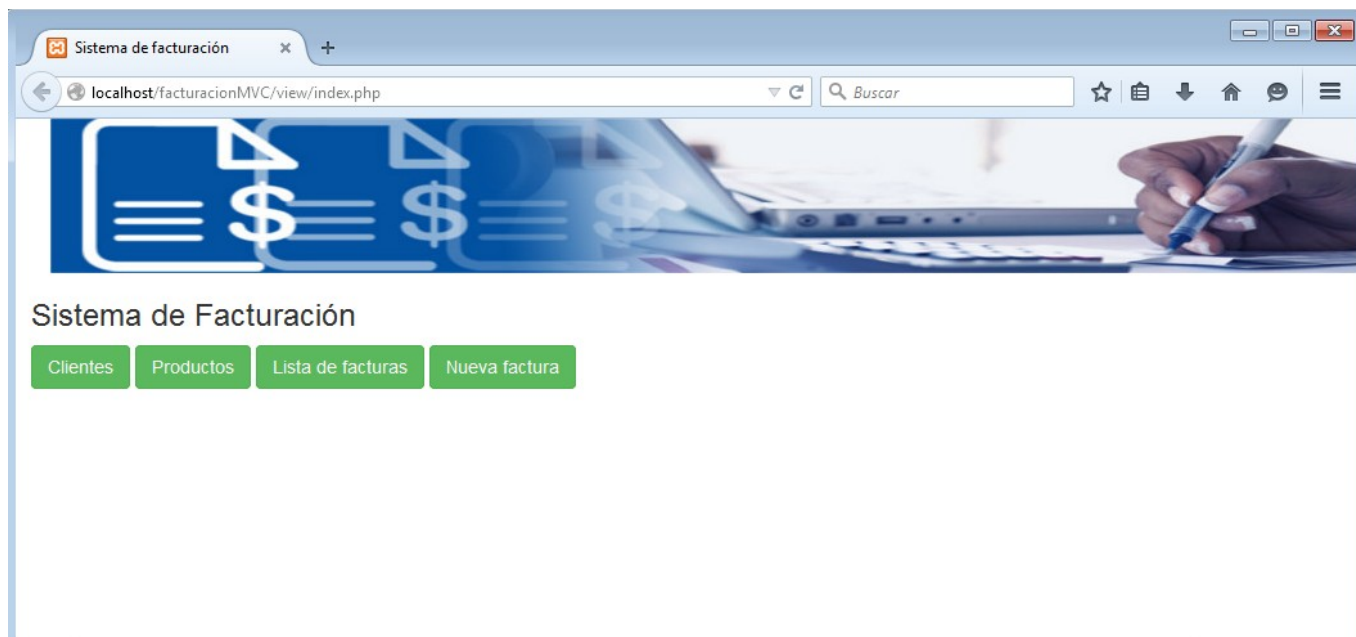 Sistema de facturación
localhost/facturacionMVC/view/index.php
Buscar
$ $ $
Sistema de Facturación
Clientes Productos Lista de facturas Nueva factura